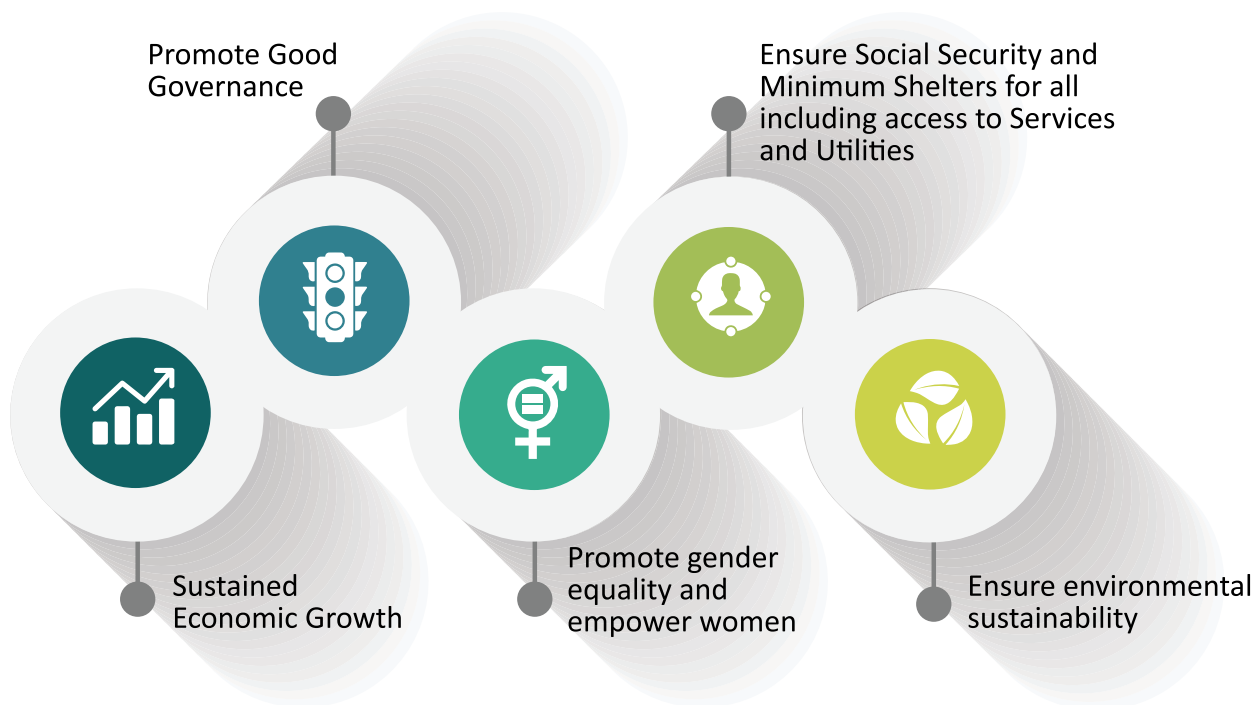 Promote Good
Governance
Ensure Social Security and
Minimum Shelters for all
including access to Services
and Utilities
Sustained
Economic Growth
Promote gender
equality and
empower women
Ensure environmental
sustainability